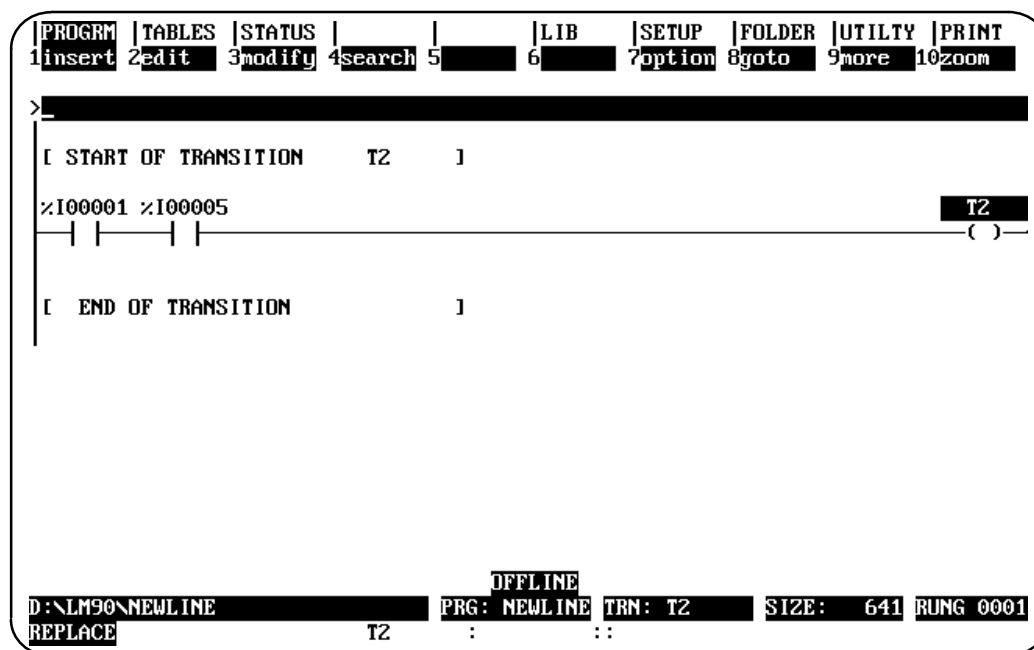 |PROGRM |TABLES |STATUS | | |LIB |SETUP |FOLDER |UTILTY |PRINT
1insert 2edit 3modify 4search 5 6 7option 8goto 9more 10zoom
>_
[ START OF TRANSITION T2 ]
%I00001 %I00005 T2
( )
[ END OF TRANSITION ]
OFFLINE
D:\LM90\NEWLINE PRG: NEWLINE TRN: T2 SIZE: 641 RUNG 0001
REPLACE T2 : ::